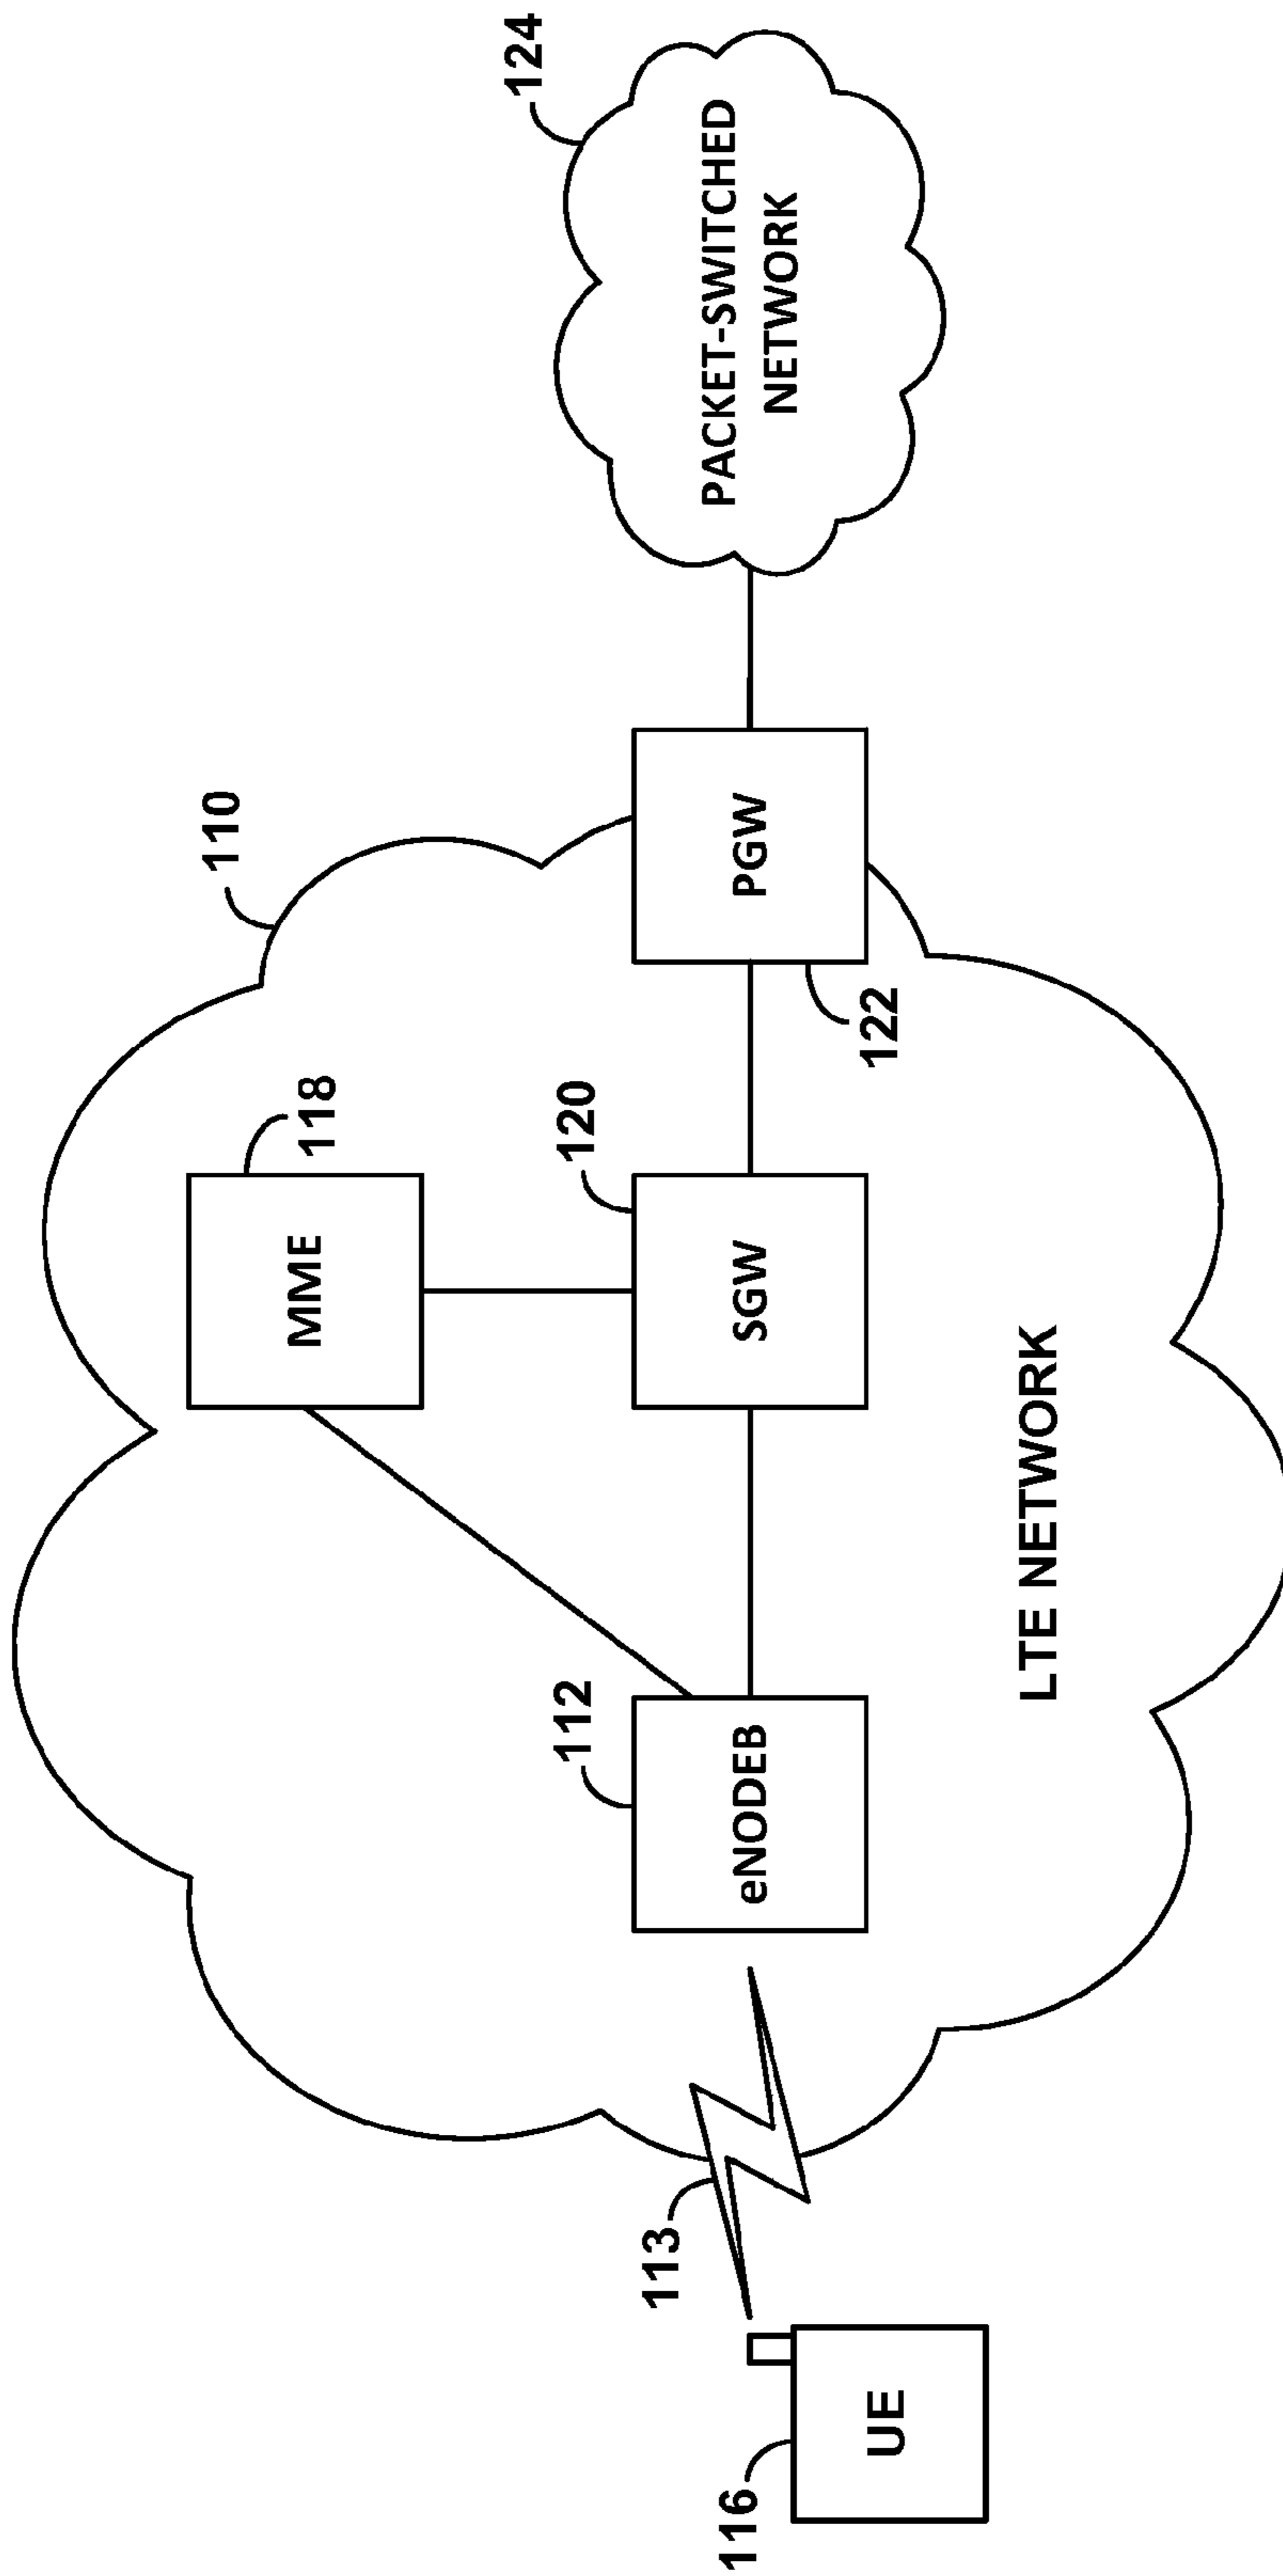 110
124
118
MME
120
112
113
116
UE
eNODEB
SGW
PGW
122
PACKET-SWITCHED
NETWORK
LTE NETWORK